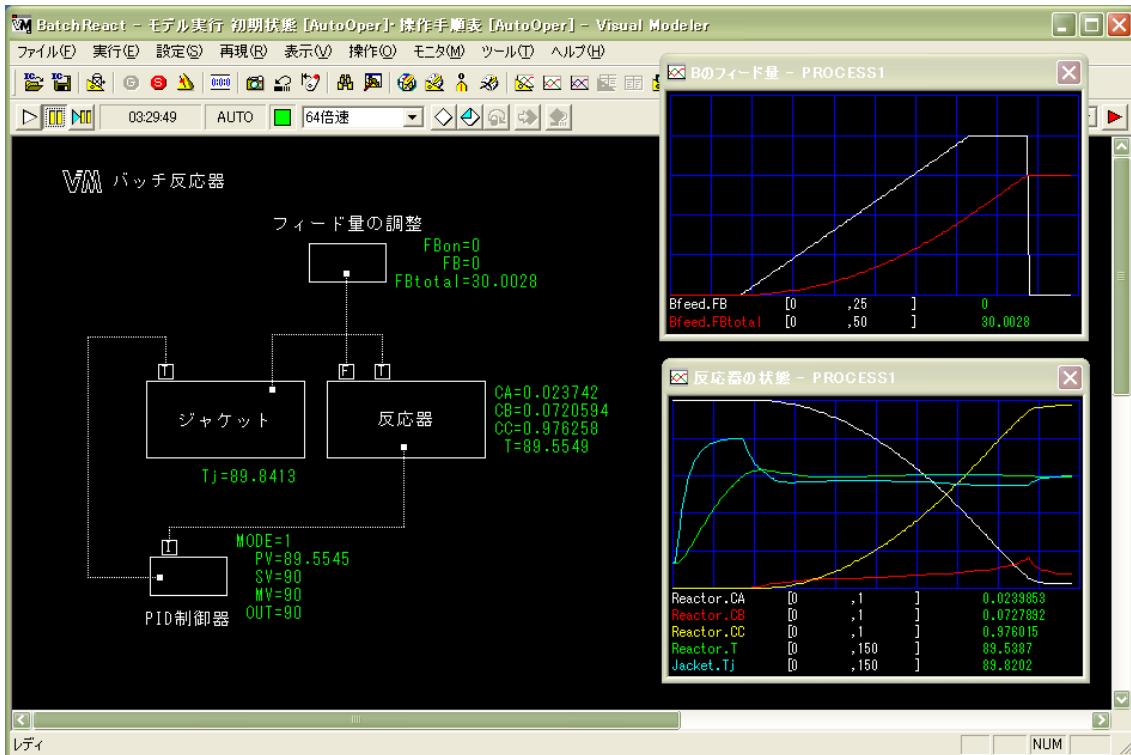 BatchReact - モデル実行 初期状態 [AutoOper]・操作手順表 [AutoOper] - Visual Modeler
ファイル(F) 実行(E) 設定(S) 再現(R) 表示(V) 操作(O) モニタ(M) ツール(T) ヘルプ(H)
03:29:49 AUTO 64倍速
VM バッチ反応器
フィード量の調整
FBon=0
FB=0
FBtotal=30.0028
T
F T
ジャケット
反応器
CA=0.023742
CB=0.0720594
CC=0.976258
T=89.5549
Tj=89.8413
I
MODE=1
PV=89.5545
SV=90
MV=90
OUT=90
PID制御器
Bのフィード量 - PROCESS1
Bfeed.FB [0 ,25 ] 0
Bfeed.FBtotal [0 ,50 ] 30.0028
反応器の状態 - PROCESS1
Reactor.CA [0 ,1 ] 0.0239853
Reactor.CB [0 ,1 ] 0.0727892
Reactor.CC [0 ,1 ] 0.976015
Reactor.T [0 ,150 ] 89.5387
Jacket.Tj [0 ,150 ] 89.8202
レディ
NUM